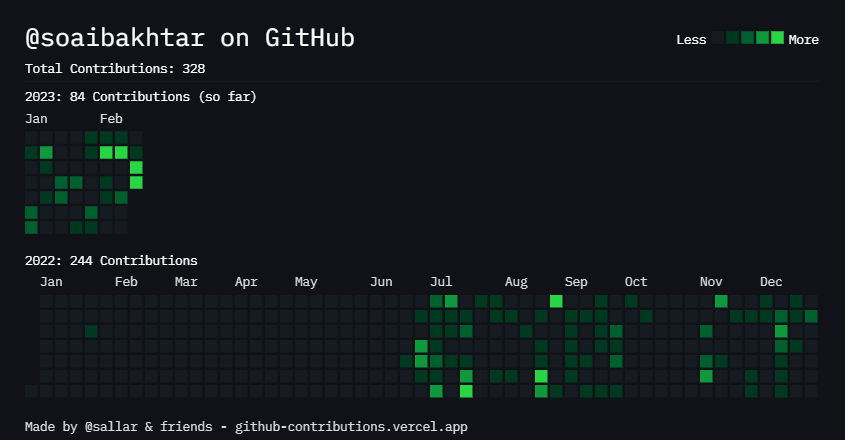 @soaibakhtar on GitHub
Less More
Total Contributions: 328
2023: 84 Contributions (so far)
Jan Feb
2022: 244 Contributions
Jan Feb Mar Apr May Jun Jul Aug Sep Oct Nov Dec
Made by @sallar & friends - github-contributions.vercel.app